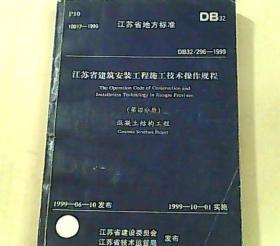 P10
10017—1999
江苏省地方标准
DB32
DB32/296—1999
江苏省建筑安装工程施工技术操作规程
The Operation Code of Construction and
Installation Technology in Jiangsu Province
(第四分册)
混凝土结构工程
Concrete Structure Project
1999—06—10 发布
1999—10—01 实施
江苏省建设委员会
江苏省技术监督局
发布